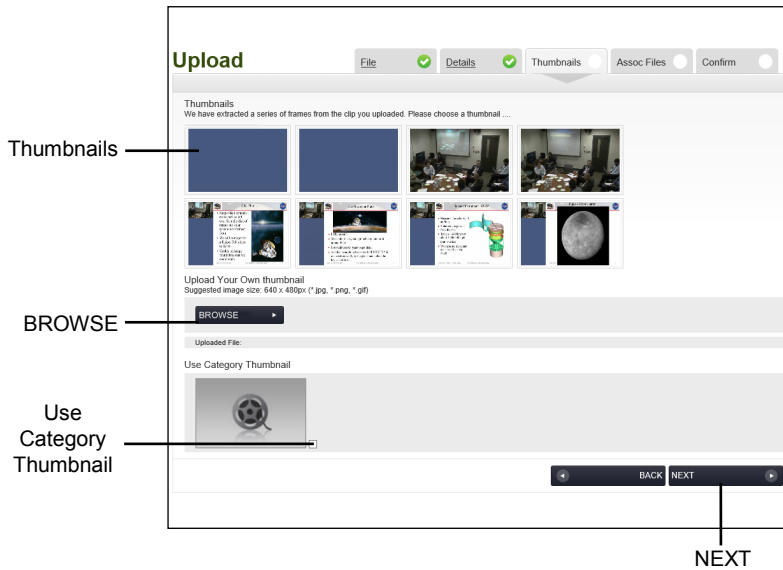 Upload
File
Details
Thumbnails
Assoc Files
Confirm
Thumbnails
We have extracted a series of frames from the clip you uploaded. Please choose a thumbnail ....
Thumbnails
Upload Your Own thumbnail
Suggested image size: 640 x 480px (*.jpg, *.png, *.gif)
BROWSE
BROWSE
Uploaded File:
Use Category Thumbnail
Use
Category
Thumbnail
BACK
NEXT
NEXT